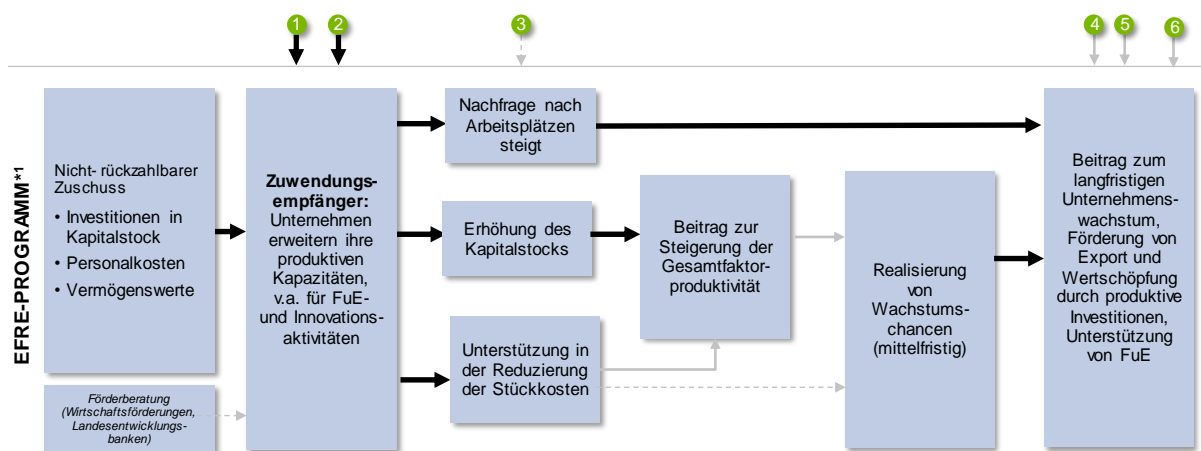 1
2
3
4
5
6
EFRE-PROGRAMM*1
Nicht- rückzahlbarer
Zuschuss
• Investitionen in
Kapitalstock
• Personalkosten
• Vermögenswerte
Förderberatung
(Wirtschaftsförderungen,
Landesentwicklungs-
banken)
Zuwendungs-
empfänger:
Unternehmen
erweitern ihre
produktiven
Kapazitäten,
v.a. für FuE-
und Innovations-
aktivitäten
Nachfrage nach
Arbeitsplätzen
steigt
Erhöhung des
Kapitalstocks
Unterstützung in
der Reduzierung
der Stückkosten
Beitrag zur
Steigerung der
Gesamtfaktor-
produktivität
Realisierung
von
Wachstums-
chancen
(mittelfristig)
Beitrag zum
langfristigen
Unternehmens-
wachstum,
Förderung von
Export und
Wertschöpfung
durch produktive
Investitionen,
Unterstützung
von FuE